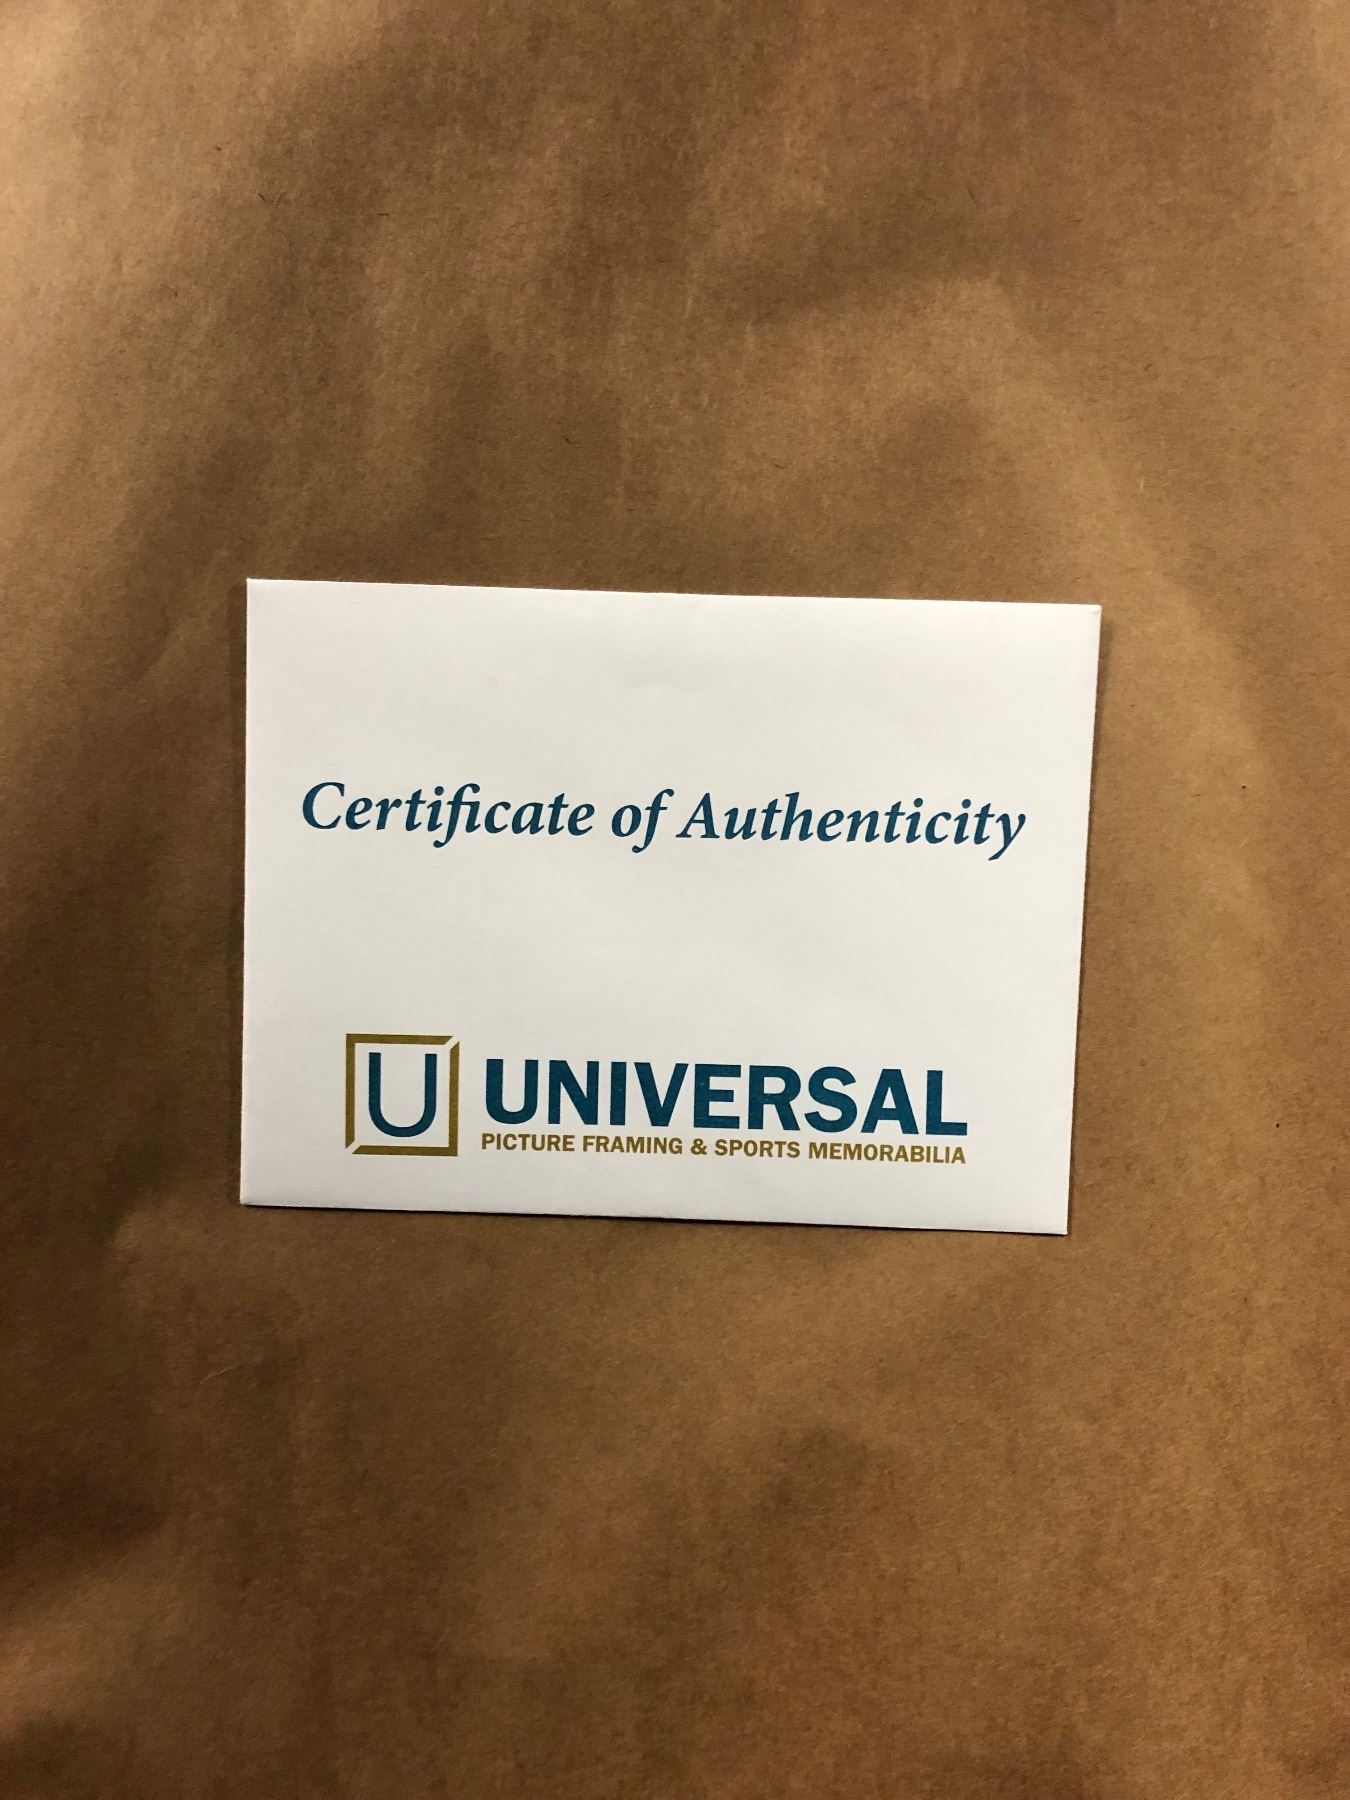 Certificate of Authenticity
U UNIVERSAL
PICTURE FRAMING & SPORTS MEMORABILIA